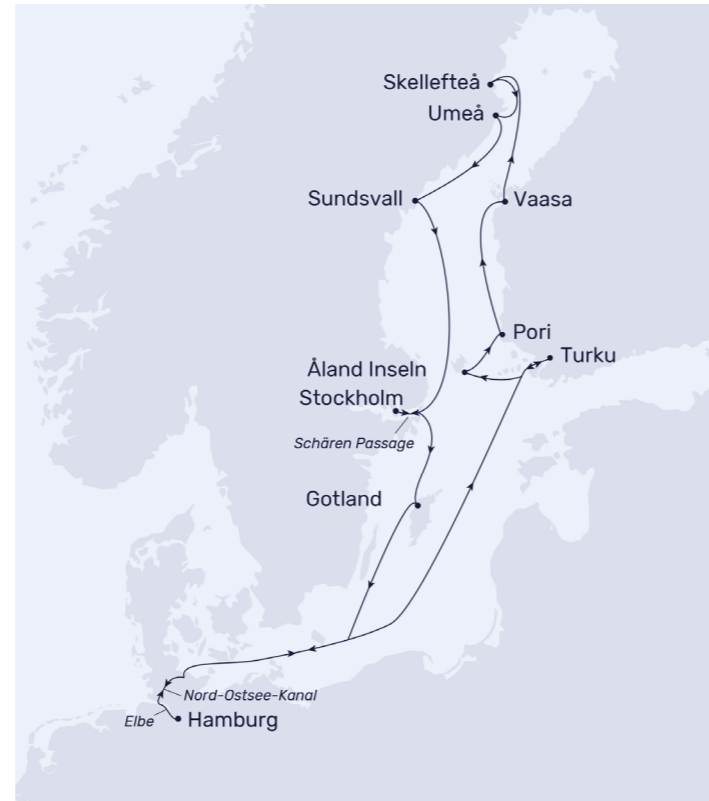 Skellefteå
Umeå
Sundsvall
Vaasa
Pori
Turku
Åland Inseln
Stockholm
Schären Passage
Gotland
Nord-Ostsee-Kanal
Elbe
Hamburg